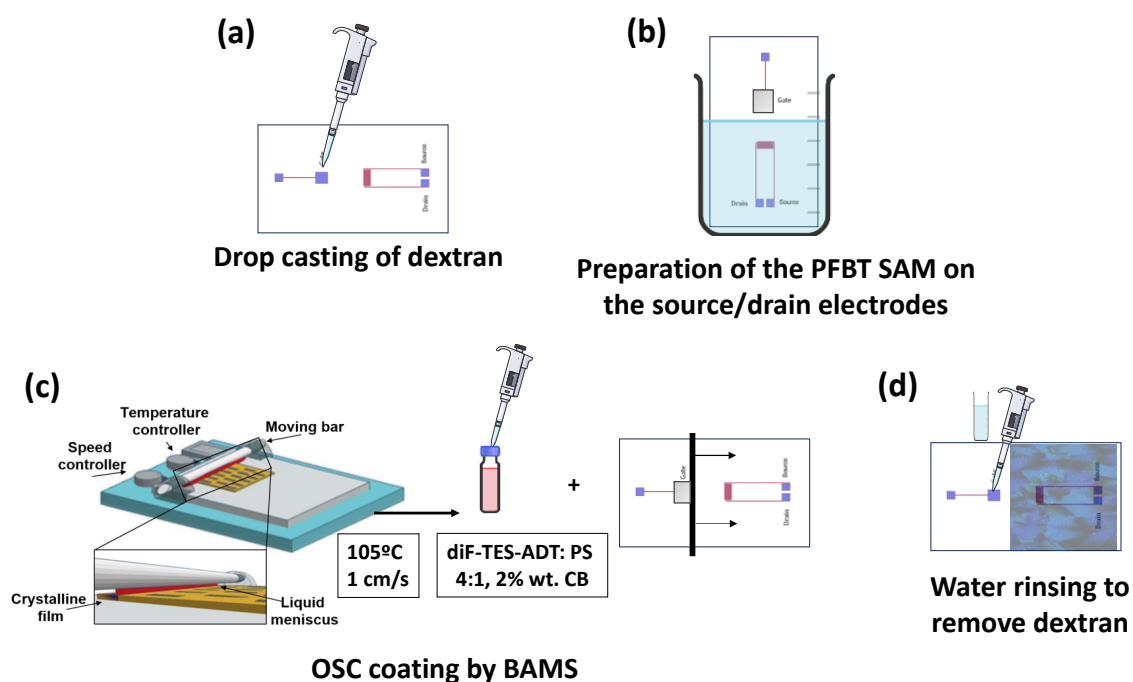 (a)
Source
Drain
Drop casting of dextran
(b)
Gate
Drain
Source
Preparation of the PFBT SAM on
the source/drain electrodes
(c)
Temperature
controller
Speed
controller
Moving bar
Crystalline
film
Liquid
meniscus
105ºC
1 cm/s
diF-TES-ADT: PS
4:1, 2% wt. CB
+
Gate
Source
Drain
OSC coating by BAMS
(d)
Source
Drain
Water rinsing to
remove dextran